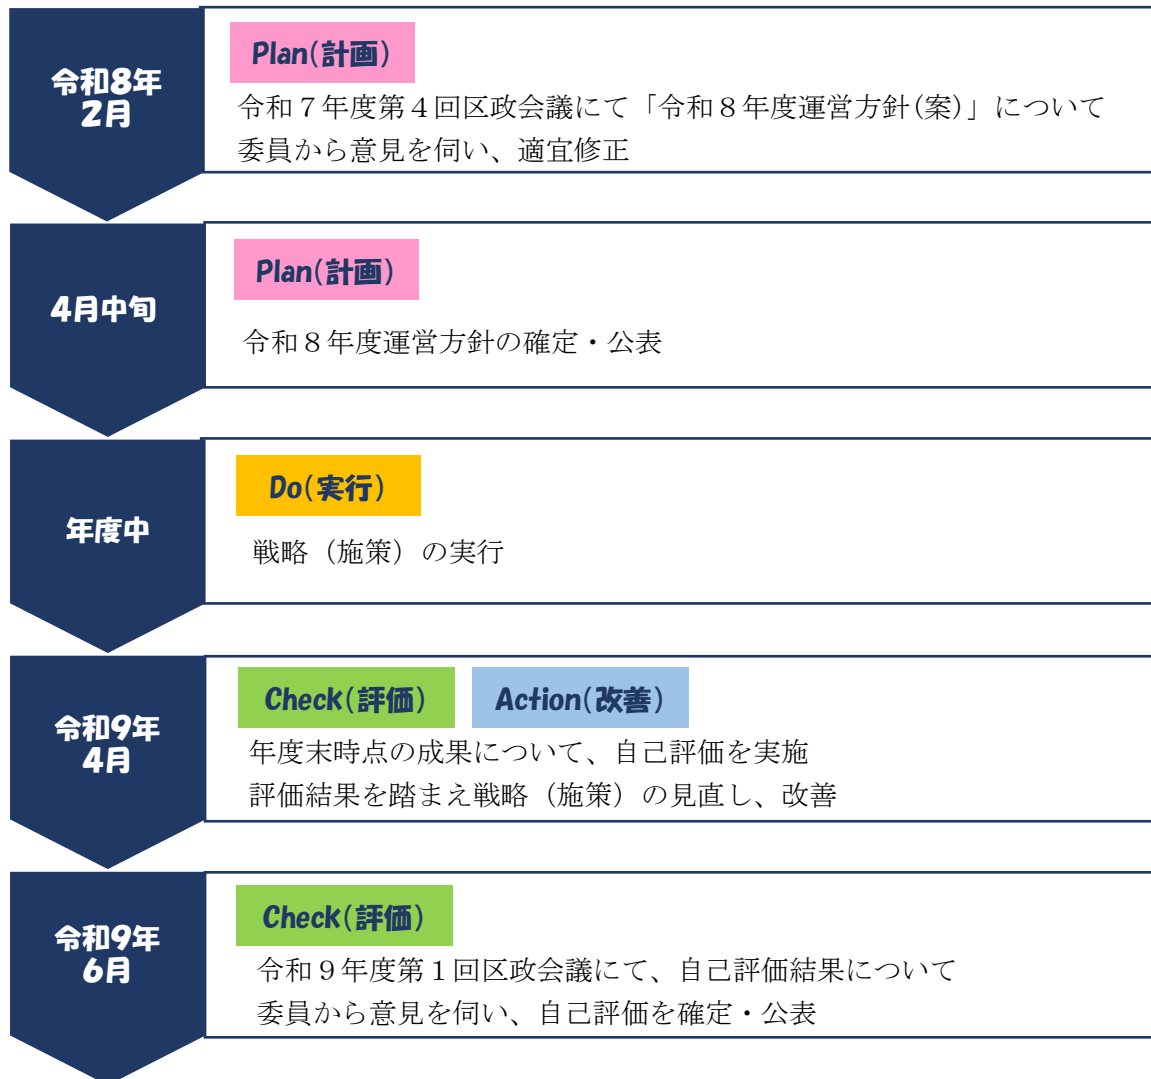 令和8年
2月
Plan(計画)
令和７年度第４回区政会議にて「令和８年度運営方針(案)」について
委員から意見を伺い、適宜修正
4月中旬
Plan(計画)
令和８年度運営方針の確定・公表
年度中
Do(実行)
戦略（施策）の実行
令和9年
4月
Check(評価)
Action(改善)
年度末時点の成果について、自己評価を実施
評価結果を踏まえ戦略（施策）の見直し、改善
令和9年
6月
Check(評価)
令和９年度第１回区政会議にて、自己評価結果について
委員から意見を伺い、自己評価を確定・公表